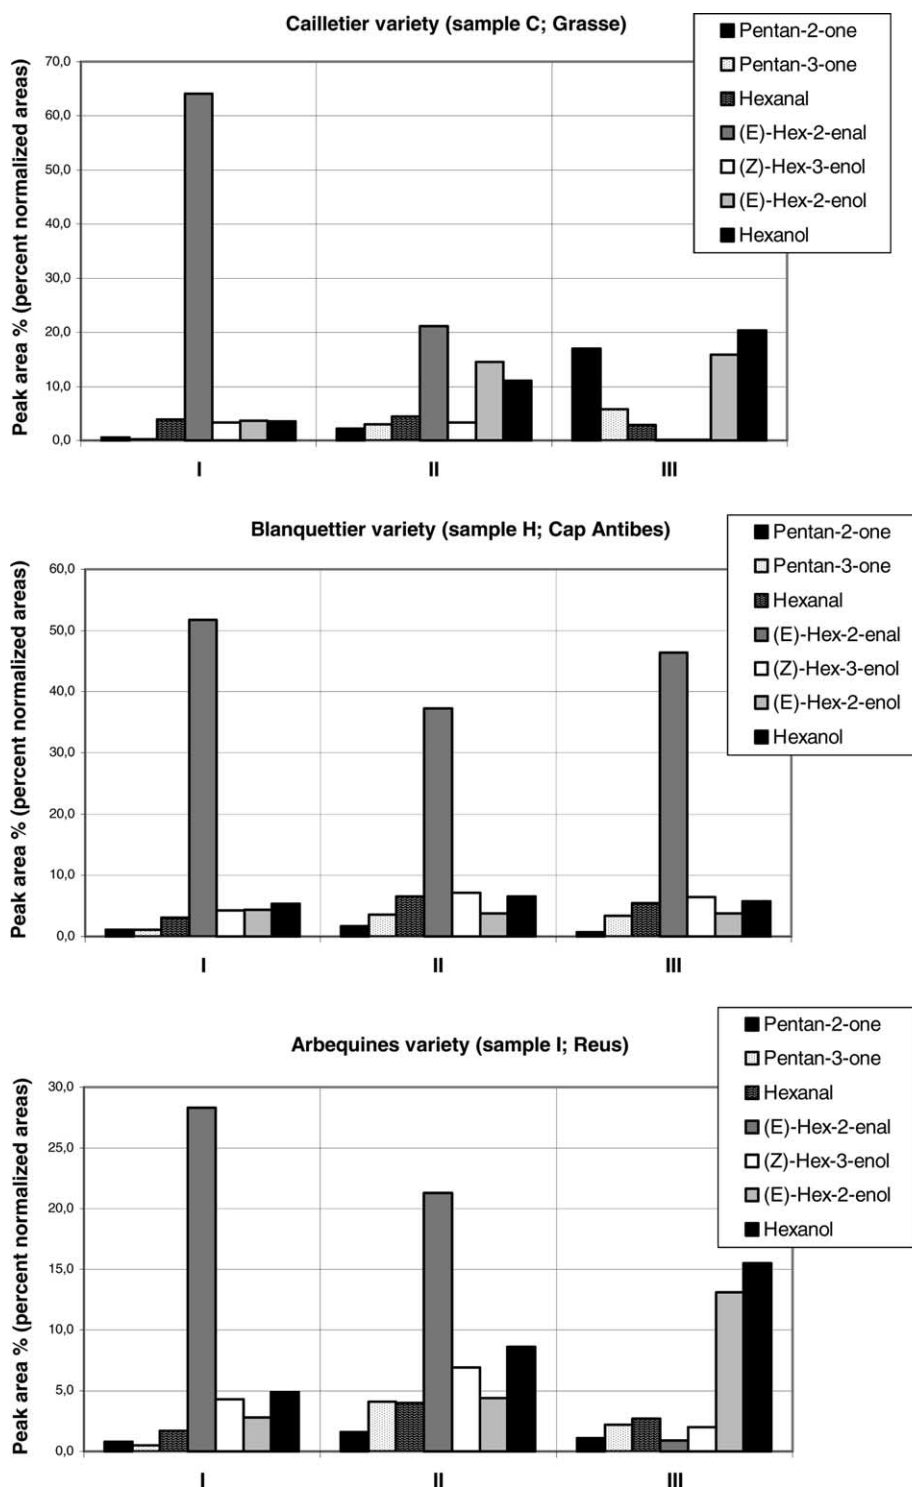 Cailletier variety (sample C; Grasse)
Pentan-2-one
Pentan-3-one
Hexanal
(E)-Hex-2-enal
(Z)-Hex-3-enol
(E)-Hex-2-enol
Hexanol
Peak area % (percent normalized areas)
70,0
60,0
50,0
40,0
30,0
20,0
10,0
0,0
I II III
Blanquettier variety (sample H; Cap Antibes)
Pentan-2-one
Pentan-3-one
Hexanal
(E)-Hex-2-enal
(Z)-Hex-3-enol
(E)-Hex-2-enol
Hexanol
Peak area % (percent normalized areas)
60,0
50,0
40,0
30,0
20,0
10,0
0,0
I II III
Arbequines variety (sample I; Reus)
Pentan-2-one
Pentan-3-one
Hexanal
(E)-Hex-2-enal
(Z)-Hex-3-enol
(E)-Hex-2-enol
Hexanol
Peak area % (percent normalized areas)
30,0
25,0
20,0
15,0
10,0
5,0
0,0
I II III